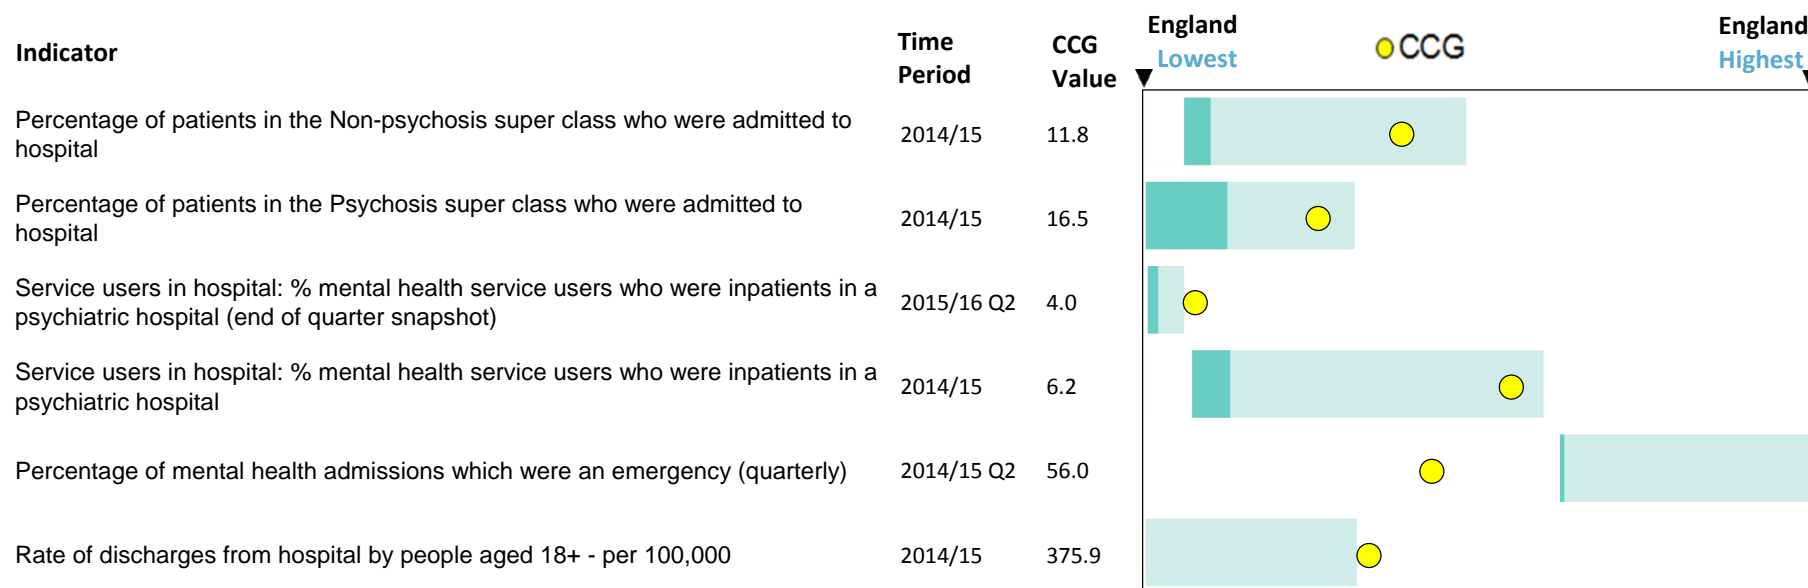 Indicator
Time
Period
CCG
Value
England
Lowest
CCG
England
Highest
Percentage of patients in the Non-psychosis super class who were admitted to
hospital
2014/15
11.8
Percentage of patients in the Psychosis super class who were admitted to
hospital
2014/15
16.5
Service users in hospital: % mental health service users who were inpatients in a
psychiatric hospital (end of quarter snapshot)
2015/16 Q2
4.0
Service users in hospital: % mental health service users who were inpatients in a
psychiatric hospital
2014/15
6.2
Percentage of mental health admissions which were an emergency (quarterly)
2014/15 Q2
56.0
Rate of discharges from hospital by people aged 18+ - per 100,000
2014/15
375.9